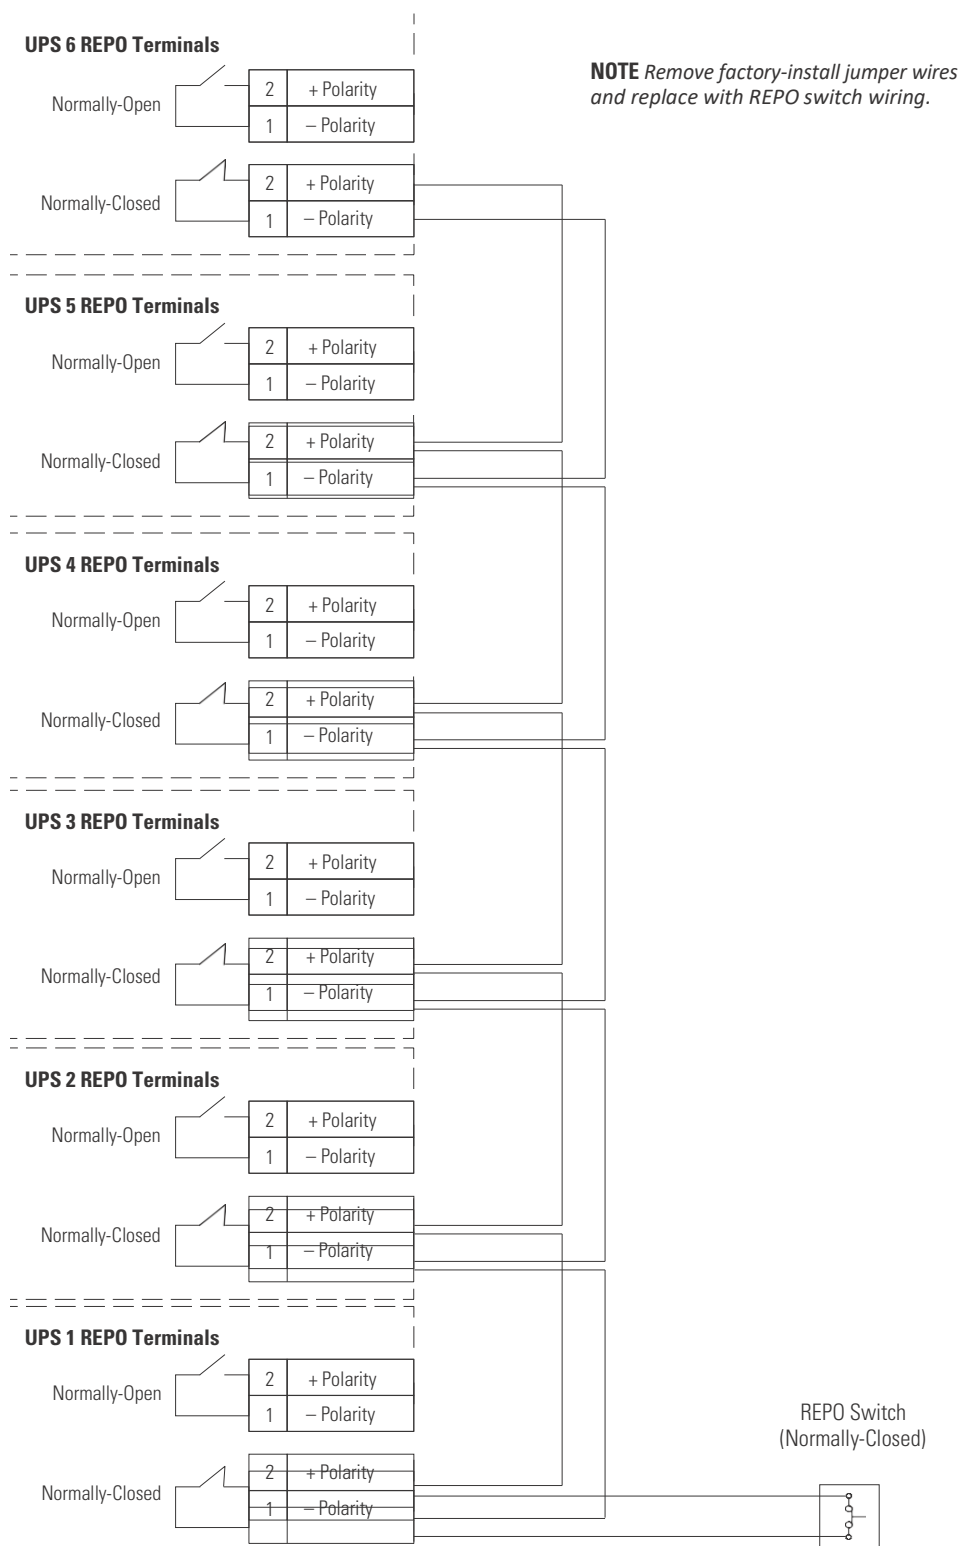 UPS 6 REPO Terminals
NOTE Remove factory-install jumper wires
and replace with REPO switch wiring.
Normally-Open
2 + Polarity
1 – Polarity
Normally-Closed
2 + Polarity
1 – Polarity
UPS 5 REPO Terminals
Normally-Open
2 + Polarity
1 – Polarity
Normally-Closed
2 + Polarity
1 – Polarity
UPS 4 REPO Terminals
Normally-Open
2 + Polarity
1 – Polarity
Normally-Closed
2 + Polarity
1 – Polarity
UPS 3 REPO Terminals
Normally-Open
2 + Polarity
1 – Polarity
Normally-Closed
2 + Polarity
1 – Polarity
UPS 2 REPO Terminals
Normally-Open
2 + Polarity
1 – Polarity
Normally-Closed
2 + Polarity
1 – Polarity
UPS 1 REPO Terminals
Normally-Open
2 + Polarity
1 – Polarity
REPO Switch
(Normally-Closed)
Normally-Closed
2 + Polarity
1 – Polarity